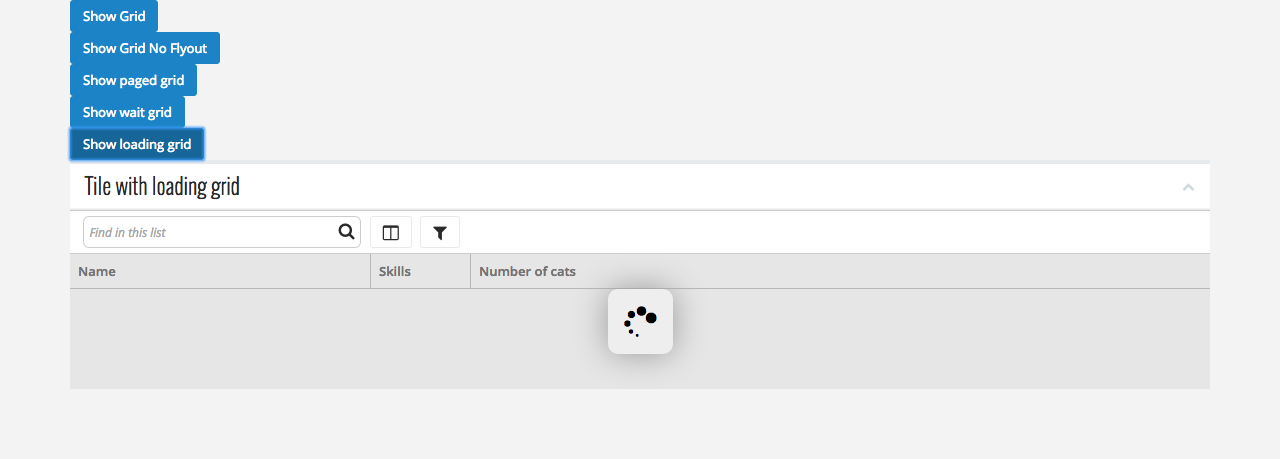 Show Grid
Show Grid No Flyout
Show paged grid
Show wait grid
Show loading grid
Tile with loading grid
Find in this list
Name Skills Number of cats